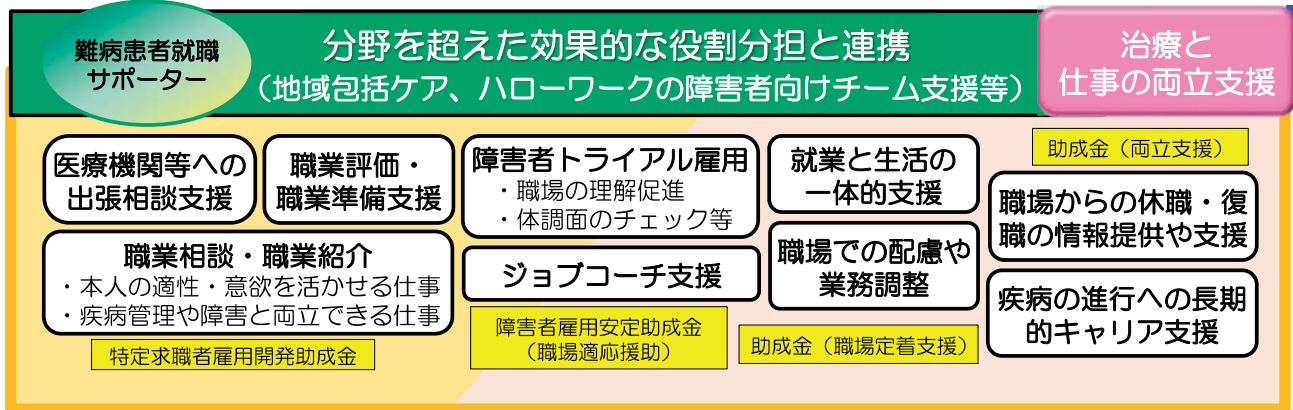 難病患者就職
サポーター
分野を超えた効果的な役割分担と連携
（地域包括ケア、ハローワークの障害者向けチーム支援等）
治療と
仕事の両立支援
医療機関等への
出張相談支援
職業評価・
職業準備支援
職業相談・職業紹介
・本人の適性・意欲を活かせる仕事
・疾病管理や障害と両立できる仕事
特定求職者雇用開発助成金
障害者トライアル雇用
・職場の理解促進
・体調面のチェック等
ジョブコーチ支援
障害者雇用安定助成金
（職場適応援助）
就業と生活の
一体的支援
職場での配慮や
業務調整
助成金（職場定着支援）
助成金（両立支援）
職場からの休職・復
職の情報提供や支援
疾病の進行への長期
的キャリア支援